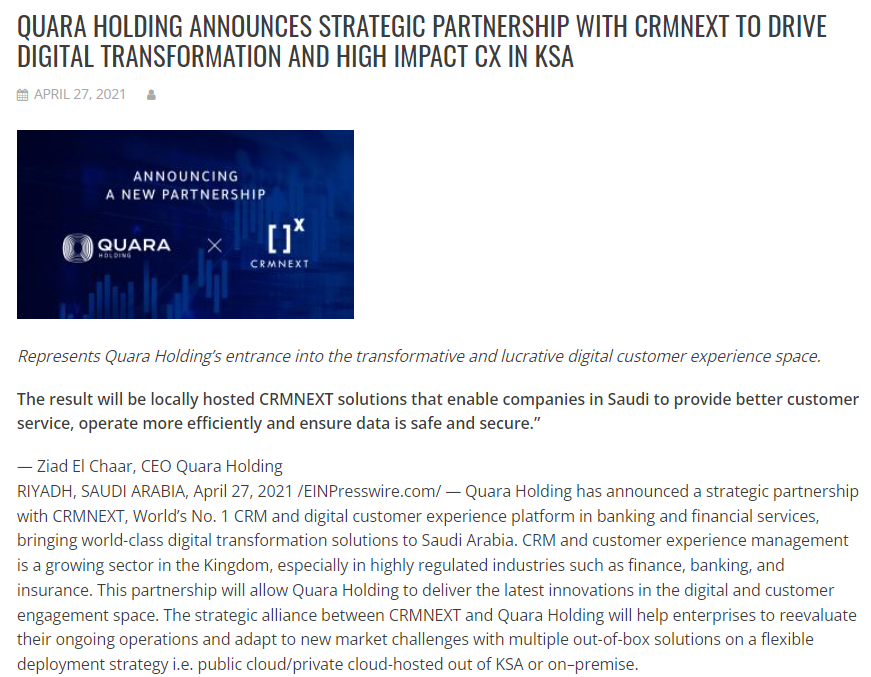 QUARA HOLDING ANNOUNCES STRATEGIC PARTNERSHIP WITH CRMNEXT TO DRIVE
DIGITAL TRANSFORMATION AND HIGH IMPACT CX IN KSA
APRIL 27, 2021
ANNOUNCING
A NEW PARTNERSHIP
QUARA
HOLDING
[ ]x
CRMNEXT
Represents Quara Holding’s entrance into the transformative and lucrative digital customer experience space.
The result will be locally hosted CRMNEXT solutions that enable companies in Saudi to provide better customer
service, operate more efficiently and ensure data is safe and secure.”
— Ziad El Chaar, CEO Quara Holding
RIYADH, SAUDI ARABIA, April 27, 2021 /EINPresswire.com/ — Quara Holding has announced a strategic partnership
with CRMNEXT, World’s No. 1 CRM and digital customer experience platform in banking and financial services,
bringing world-class digital transformation solutions to Saudi Arabia. CRM and customer experience management
is a growing sector in the Kingdom, especially in highly regulated industries such as finance, banking, and
insurance. This partnership will allow Quara Holding to deliver the latest innovations in the digital and customer
engagement space. The strategic alliance between CRMNEXT and Quara Holding will help enterprises to reevaluate
their ongoing operations and adapt to new market challenges with multiple out-of-box solutions on a flexible
deployment strategy i.e. public cloud/private cloud-hosted out of KSA or on–premise.